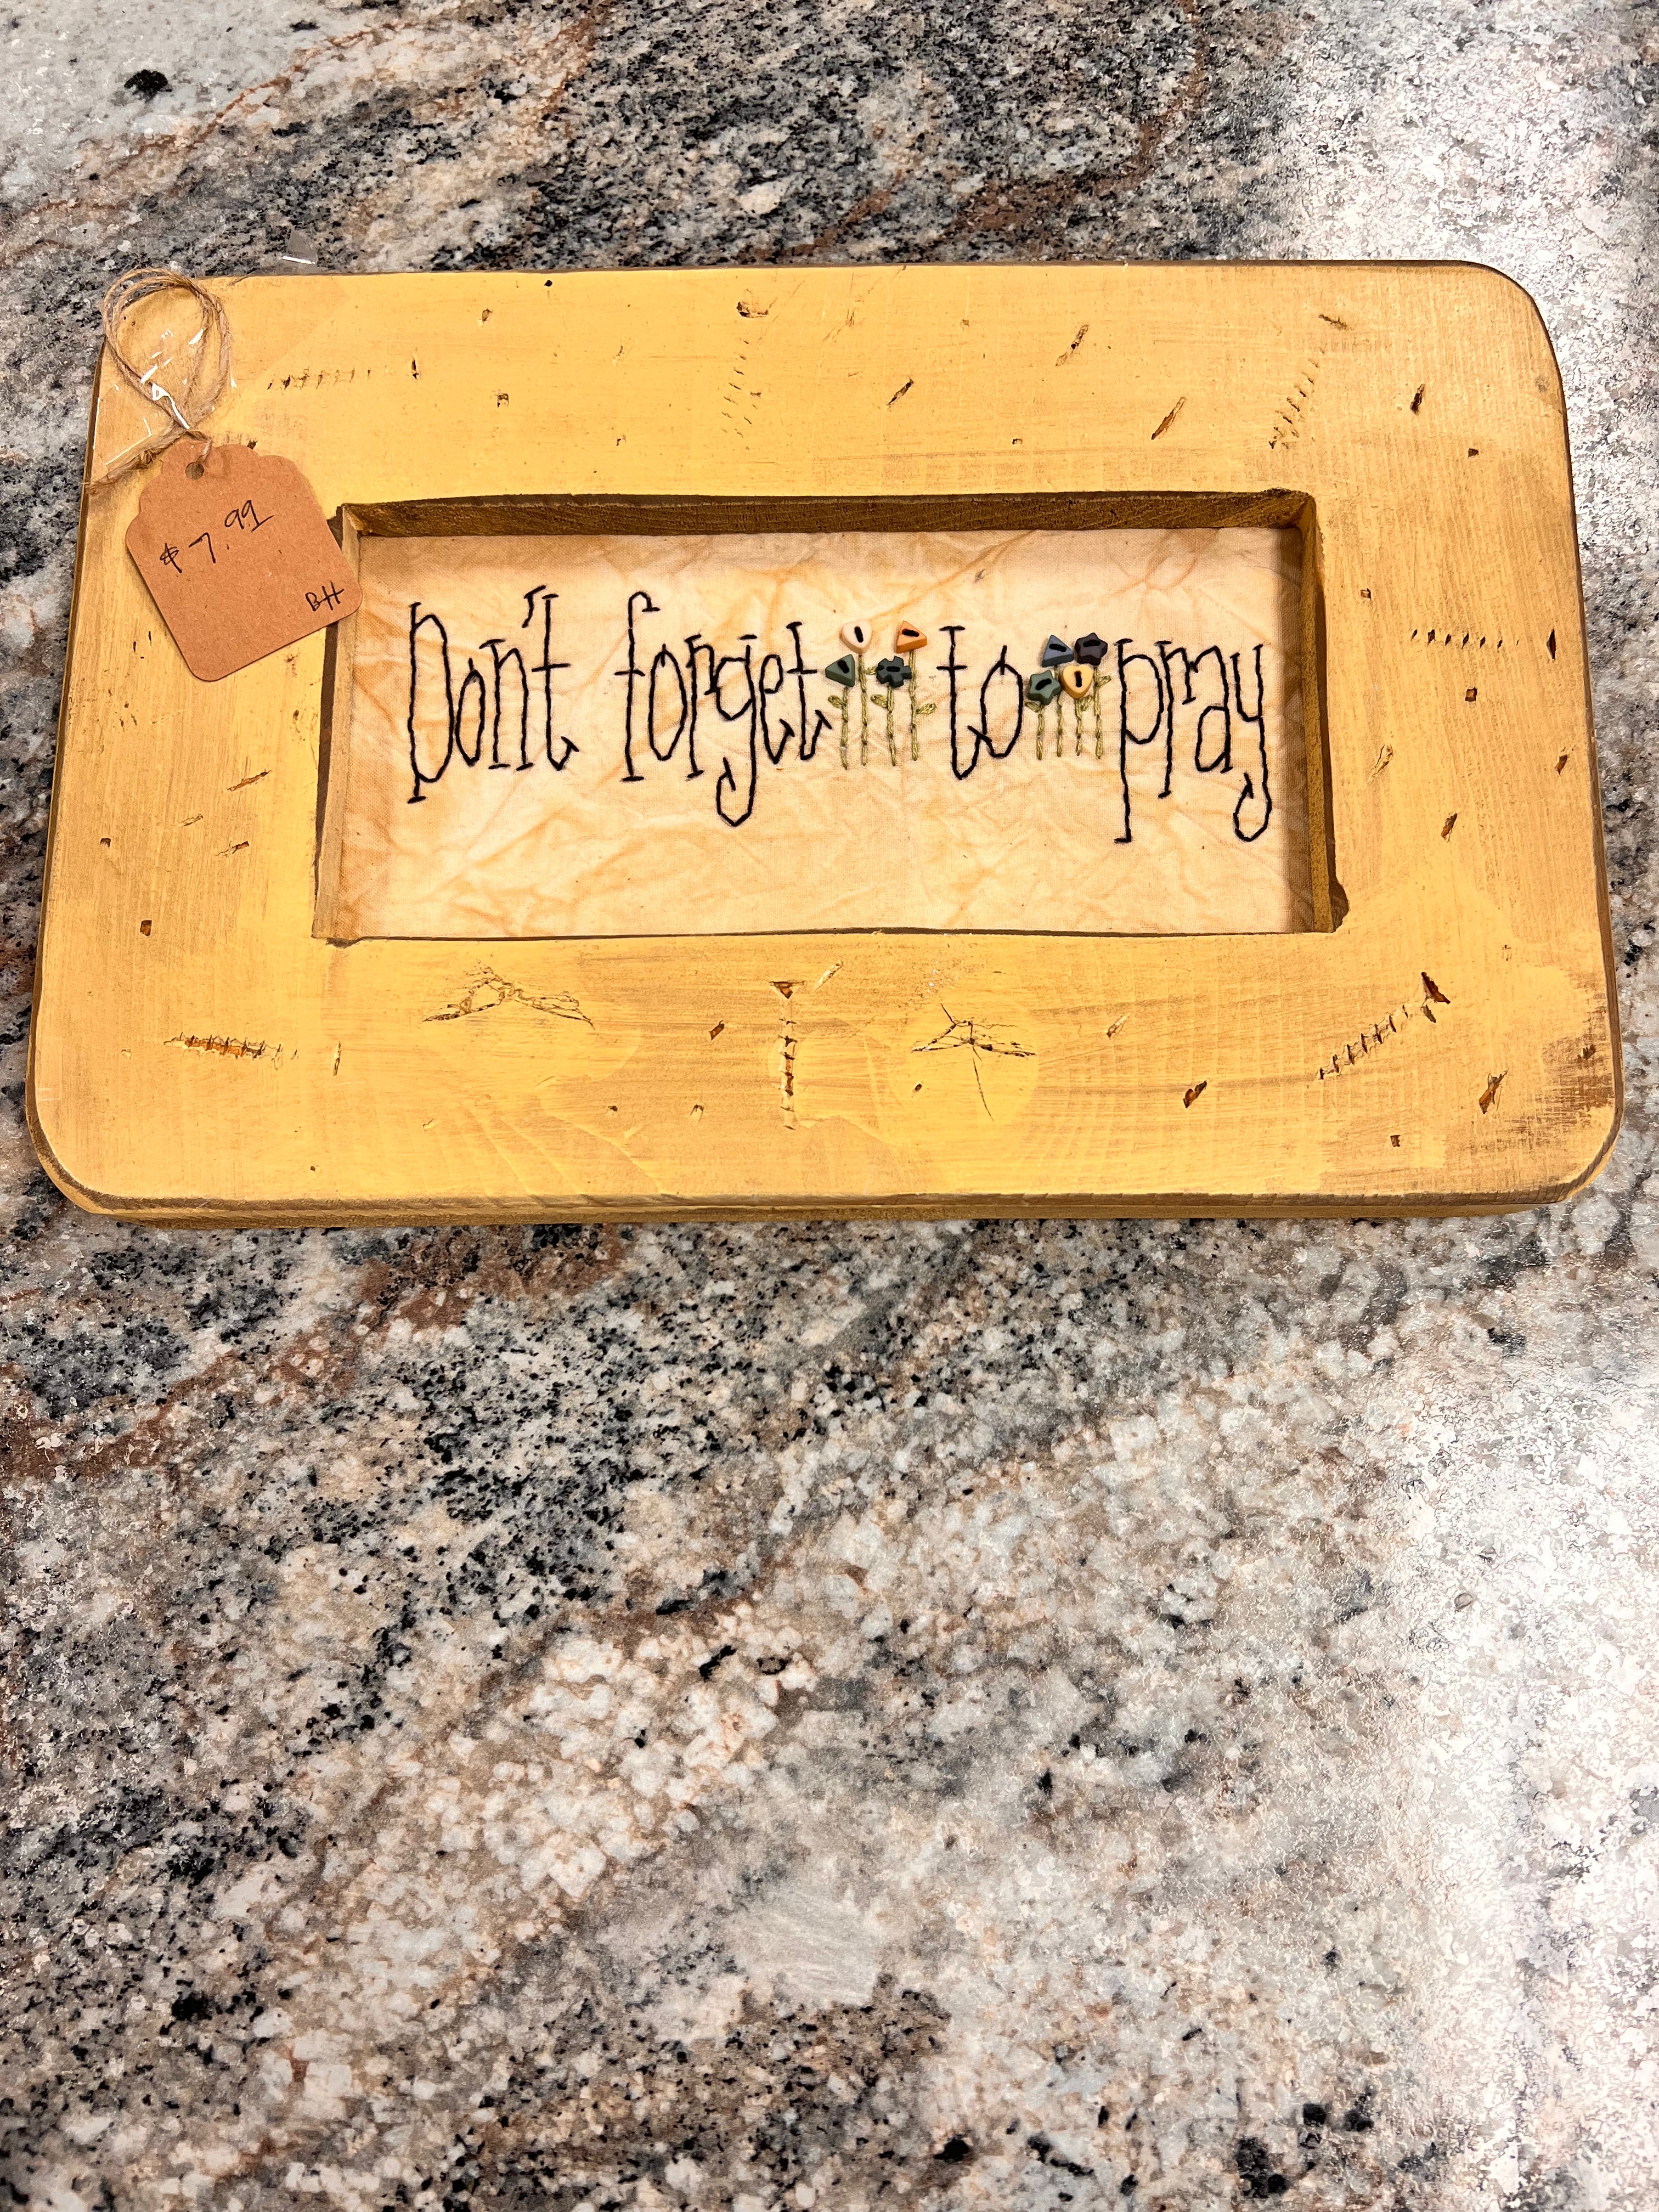 $7.99
BH
Don't forget to pray